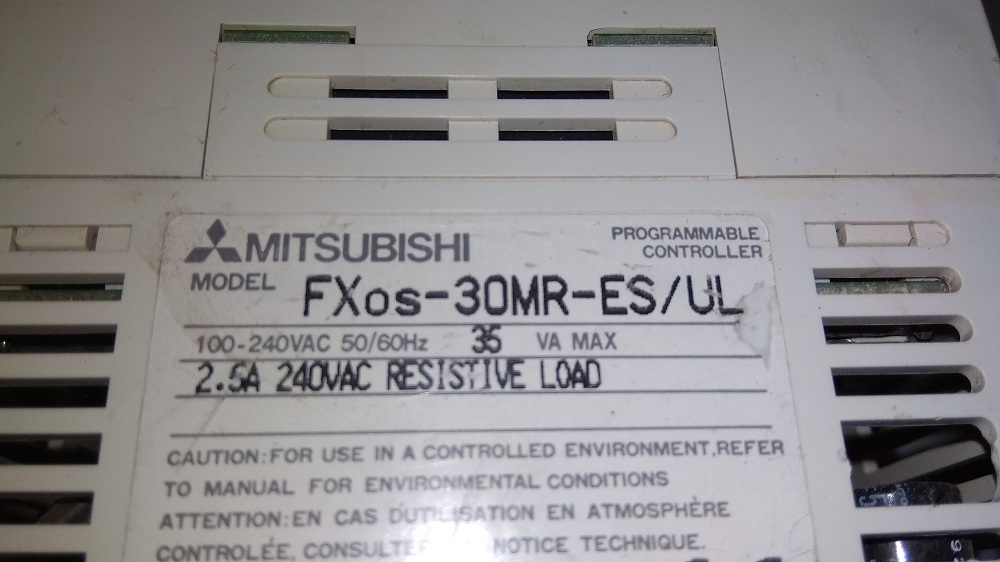 MITSUBISHI
PROGRAMMABLE
CONTROLLER
MODEL FXos-30MR-ES/UL
100-240VAC 50/60Hz 35 VA MAX
2.5A 240VAC RESISTIVE LOAD
CAUTION:FOR USE IN A CONTROLLED ENVIRONMENT,REFER
TO MANUAL FOR ENVIRONMENTAL CONDITIONS
ATTENTION:EN CAS D'UTILISATION EN ATMOSPHÈRE
CONTROLÉE, CONSULTER NOTICE TECHNIQUE.